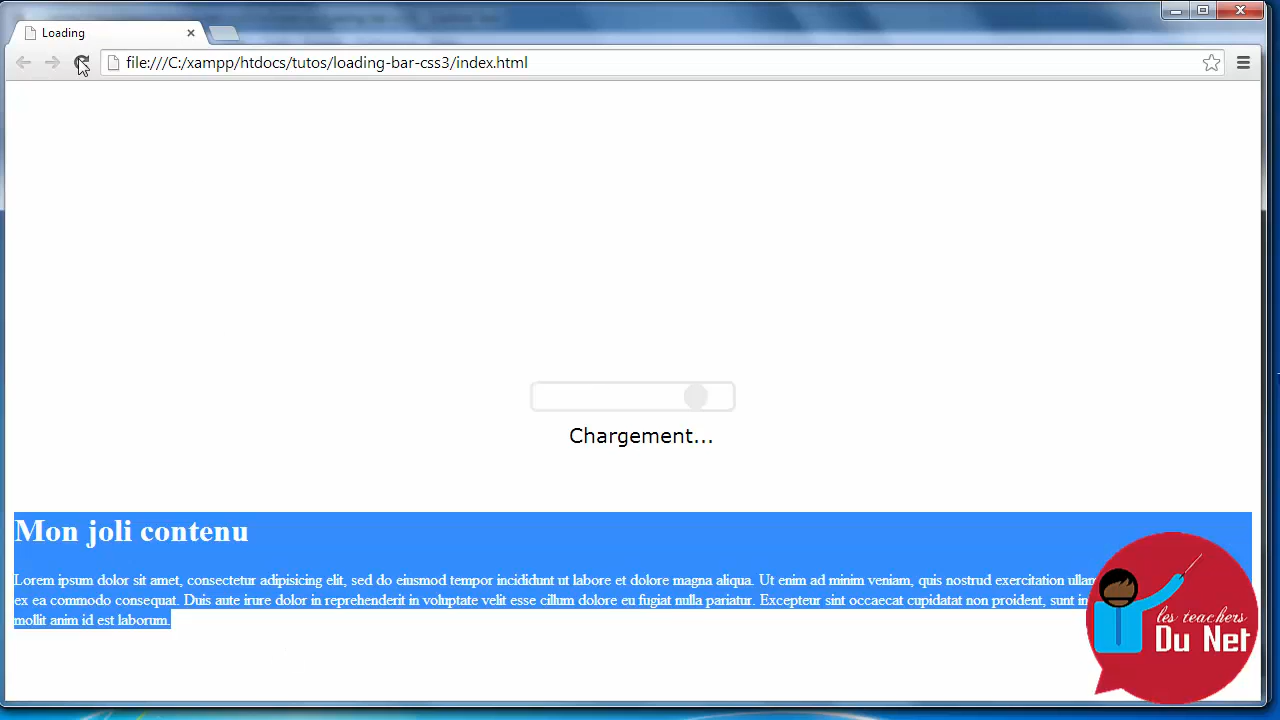 Loading
file:///C:/xampp/htdocs/tutos/loading-bar-css3/index.html
Chargement...
Mon joli contenu
Lorem ipsum dolor sit amet, consectetur adipisicing elit, sed do eiusmod tempor incididunt ut labore et dolore magna aliqua. Ut enim ad minim veniam, quis nostrud exercitation
ex ea commodo consequat. Duis aute irure dolor in reprehenderit in voluptate velit esse cillum dolore eu fugiat nulla pariatur. Excepteur sint occaecat cupidatat non proident, sunt in
mollit anim id est laborum.
les teachers
Du Net